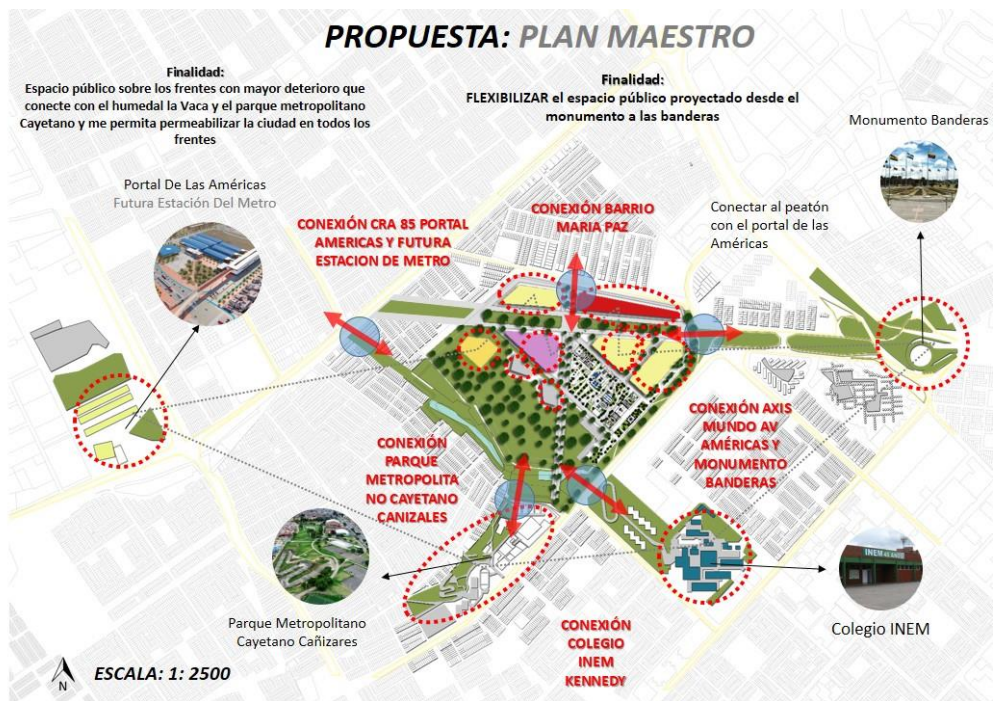 PROPUESTA: PLAN MAESTRO
Finalidad:
Espacio público sobre los frentes con mayor deterioro que
conecte con el humedal la Vaca y el parque metropolitano
Cayetano y me permita permeabilizar la ciudad en todos los
frentes
Finalidad:
FLEXIBILIZAR el espacio público proyectado desde el
monumento a las banderas
Monumento Banderas
Portal De Las Américas
Futura Estación Del Metro
CONEXIÓN CRA 85 PORTAL
AMERICAS Y FUTURA
ESTACION DE METRO
CONEXIÓN BARRIO
MARIA PAZ
Conectar al peatón
con el portal de las
Américas
CONEXIÓN
PARQUE
METROPOLITA
NO CAYETANO
CANIZALES
CONEXIÓN AXIS
MUNDO AV
AMÉRICAS Y
MONUMENTO
BANDERAS
INEM
Parque Metropolitano
Cayetano Cañizares
CONEXIÓN
COLEGIO
INEM
KENNEDY
Colegio INEM
N
ESCALA: 1: 2500